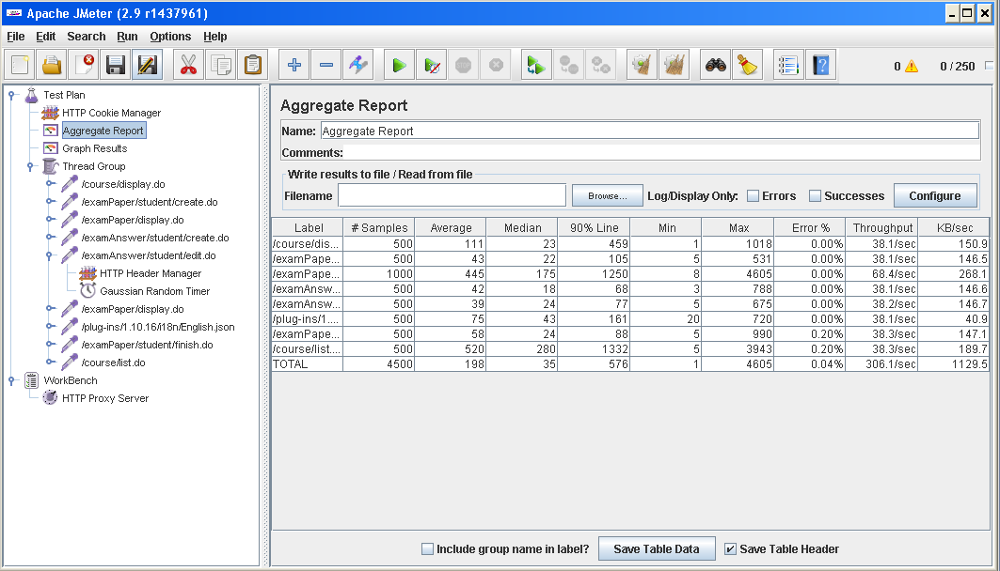 Apache JMeter (2.9 r1437961)
File Edit Search Run Options Help
0 0 / 250
Test Plan
HTTP Cookie Manager
Aggregate Report
Graph Results
Thread Group
/course/display.do
/examPaper/student/create.do
/examPaper/display.do
/examAnswer/student/create.do
/examAnswer/student/edit.do
HTTP Header Manager
Gaussian Random Timer
/examPaper/display.do
/plug-ins/1.10.16/i18n/English.json
/examPaper/student/finish.do
/course/list.do
WorkBench
HTTP Proxy Server
Aggregate Report
Name: Aggregate Report
Comments:
Write results to file / Read from file
Filename Browse... Log/Display Only: Errors Successes Configure
Label # Samples Average Median 90% Line Min Max Error % Throughput KB/sec
/course/dis... 500 111 23 459 1 1018 0.00% 38.1/sec 150.9
/examPape... 500 43 22 105 5 531 0.00% 38.1/sec 146.5
/examPape... 1000 445 175 1250 8 4605 0.00% 68.4/sec 268.1
/examAnsw... 500 42 18 68 3 788 0.00% 38.1/sec 146.6
/examAnsw... 500 39 24 77 5 675 0.00% 38.2/sec 146.7
/plug-ins/1... 500 75 43 161 20 720 0.00% 38.1/sec 40.9
/examPape... 500 58 24 88 5 990 0.20% 38.3/sec 147.1
/course/list.... 500 520 280 1332 5 3943 0.20% 38.3/sec 189.7
TOTAL 4500 198 35 576 1 4605 0.04% 306.1/sec 1129.5
Include group name in label? Save Table Data Save Table Header